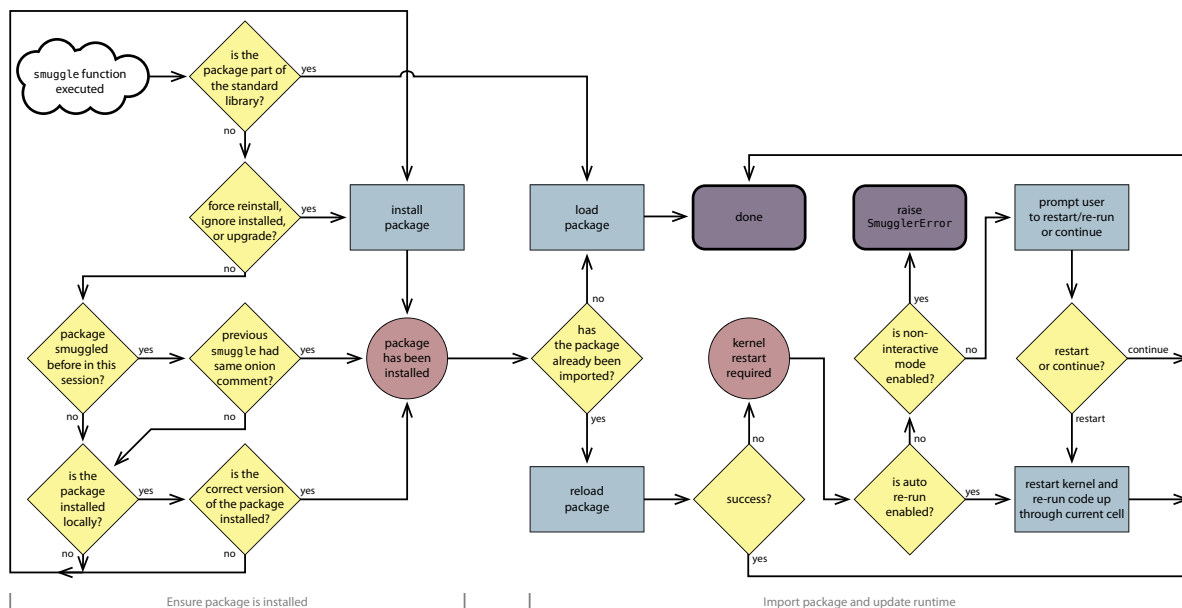 smuggle function
executed
is the
package part of
the standard
library?
yes
no
force reinstall,
ignore installed,
or upgrade?
yes
no
install
package
load
package
done
raise
SmugglerError
prompt user
to restart/re-run
or continue
package
smuggled
before in this
session?
yes
no
previous
smuggle had
same onion
comment?
yes
no
package
has been
installed
has
the package
already been
imported?
no
yes
kernel
restart
required
is non-
interactive
mode
enabled?
yes
no
restart
or continue?
continue
restart
is the
package
installed
locally?
yes
no
is the
correct version
of the package
installed?
yes
no
reload
package
success?
no
yes
is auto
re-run
enabled?
no
yes
restart kernel and
re-run code up
through current cell
Ensure package is installed
Import package and update runtime